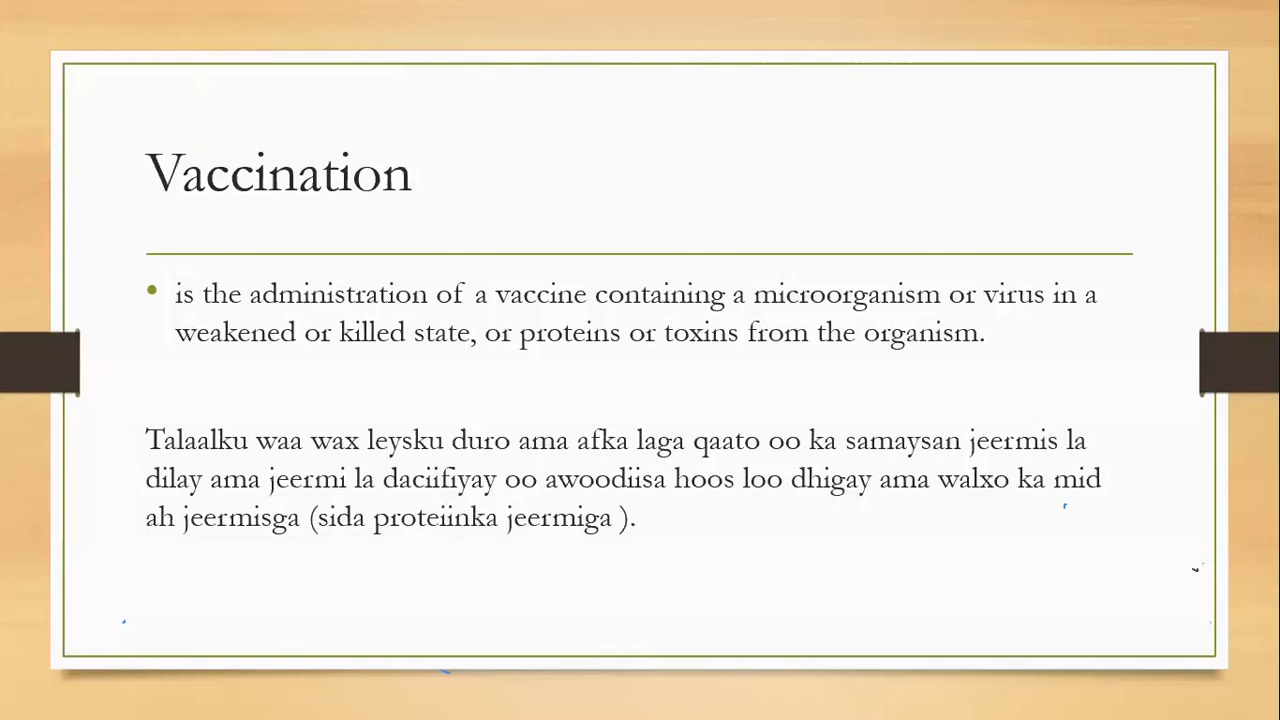 Vaccination
• is the administration of a vaccine containing a microorganism or virus in a
weakened or killed state, or proteins or toxins from the organism.
Talaalku waa wax leysku duro ama afka laga qaato oo ka samaysan jeermis la
dilay ama jeermi la daciifiyay oo awoodiisa hoos loo dhigay ama walxo ka mid
ah jeermisga (sida proteiinka jeermiga ).